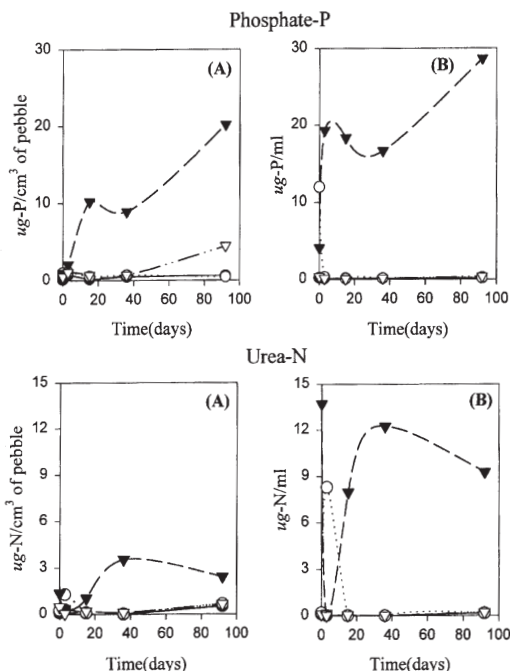 Phosphate-P
(A)
ug-P/cm³ of pebble
30
20
10
0
0 20 40 60 80 100
Time(days)
(B)
ug-P/ml
30
20
10
0
0 20 40 60 80 100
Time(days)
Urea-N
(A)
ug-N/cm³ of pebble
15
12
9
6
3
0
0 20 40 60 80 100
Time(days)
(B)
ug-N/ml
15
12
9
6
3
0
0 20 40 60 80 100
Time(days)